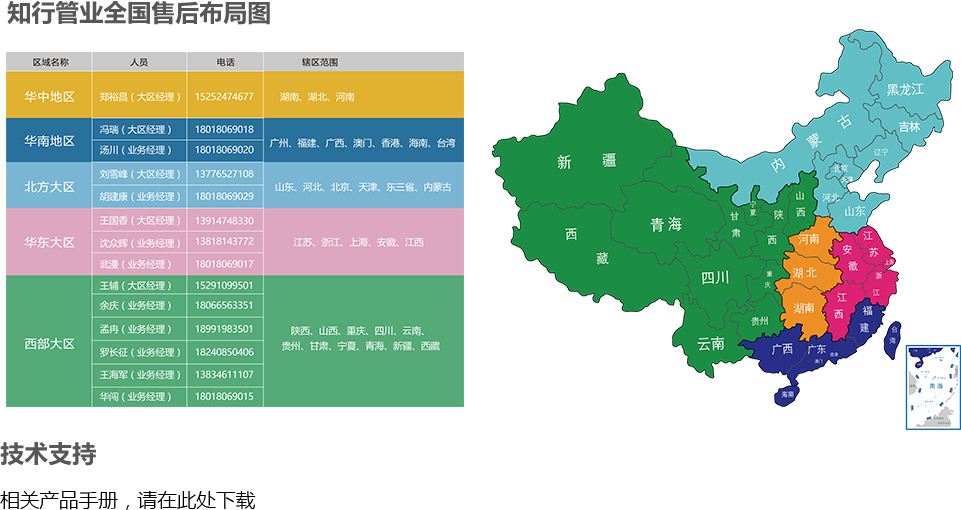 知行管业全国售后布局图
区域名称 人员 电话 辖区范围
华中地区 郑裕昌（大区经理） 15252474677 湖南、湖北、河南
华南地区 冯瑞（大区经理） 18018069018 广州、福建、广西、澳门、香港、海南、台湾
汤川（业务经理） 18018069020
北方大区 刘雪峰（大区经理） 13776527108 山东、河北、北京、天津、东三省、内蒙古
胡建康（业务经理） 18018069029
华东大区 王国香（大区经理） 13914748330 江苏、浙江、上海、安徽、江西
沈众辉（业务经理） 13818143772
武漫（业务经理） 18018069017
西部大区 王辅（大区经理） 15291099501 陕西、山西、重庆、四川、云南、
贵州、甘肃、宁夏、青海、新疆、西藏
余庆（业务经理） 18066563351
孟冉（业务经理） 18991983501
罗长征（业务经理） 18240850406
王海军（业务经理） 13834611107
华闯（业务经理） 18018069015
黑龙江
吉林
辽宁
内蒙古
北京
天津
河北
山东
新疆
青海
西藏
甘肃
宁夏
陕西
山西
四川
重庆
贵州
云南
河南
湖北
湖南
江苏
安徽
上海
浙江
江西
福建
台湾
广西
广东
香港
澳门
海南
南海
技术支持
相关产品手册，请在此处下载